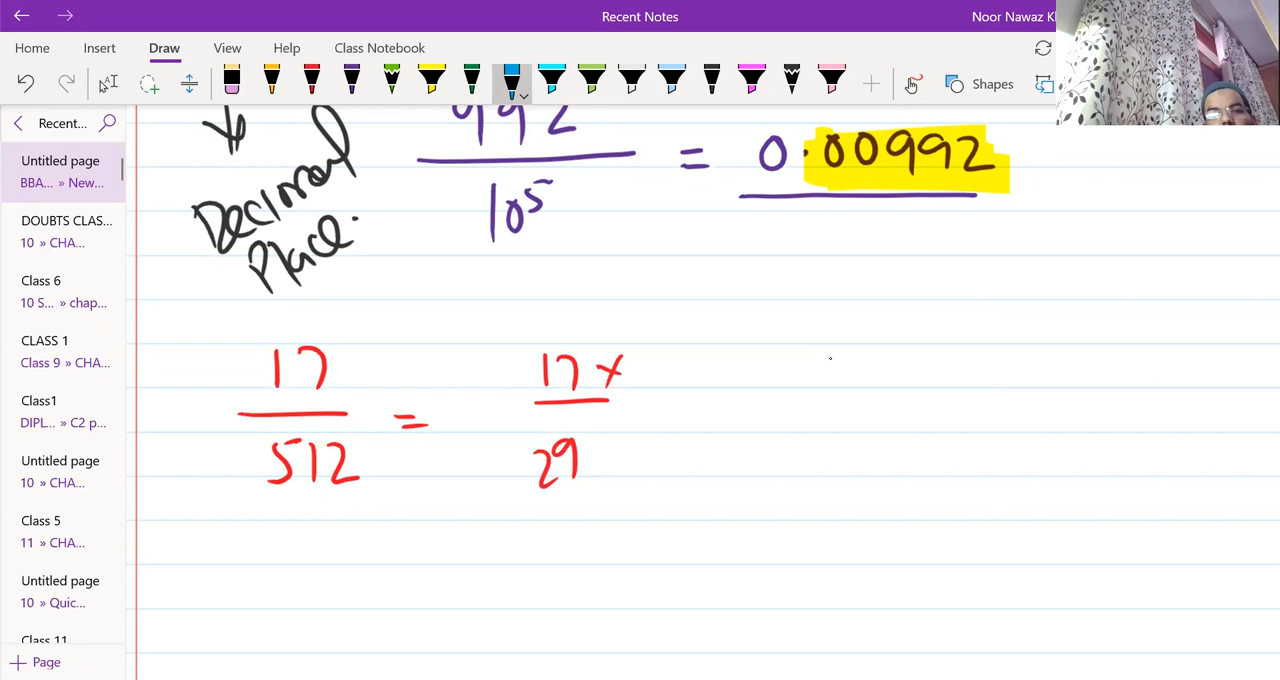 Recent Notes
Noor Nawaz
Home Insert Draw View Help Class Notebook
Shapes
Recent...
Untitled page
BBA... » New...
DOUBTS CLAS...
10 » CHA...
Class 6
10 S... » chap...
CLASS 1
Class 9 » CHA...
Class1
DIPL... » C2 p...
Untitled page
10 » CHA...
Class 5
11 » CHA...
Untitled page
10 » Quic...
Class 11
+ Page
Decimal
Place.
992
10⁵
= 0.00992
17
512
=
17 ×
29